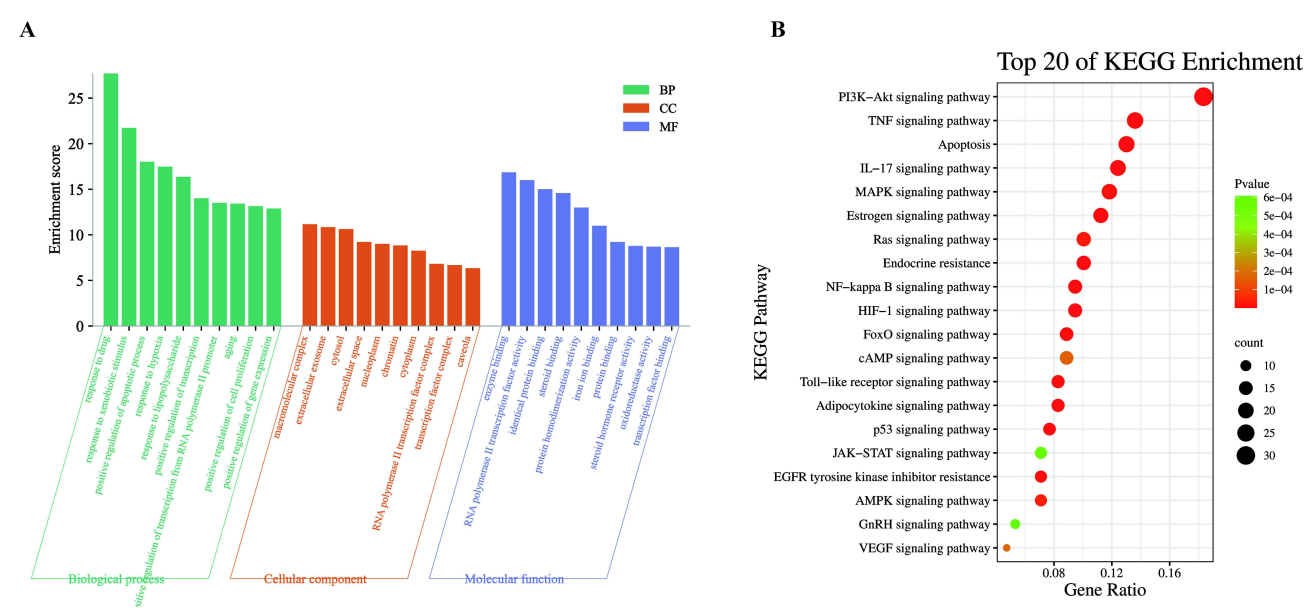 A
Enrichment score
25
20
15
10
5
0
BP
CC
MF
response to drug
response to xenobiotic stimulus
positive regulation of apoptotic process
response to hypoxia
response to lipopolysaccharide
positive regulation of transcription
sitive regulation of transcription from RNA polymerase II promoter
aging
positive regulation of cell proliferation
positive regulation of gene expression
macromolecular complex
extracellular exosome
cytosol
extracellular space
nucleoplasm
chromatin
cytoplasm
RNA polymerase II transcription factor complex
transcription factor complex
caveola
enzyme binding
RNA polymerase II transcription factor activity
identical protein binding
steroid binding
protein homodimerization activity
iron ion binding
protein binding
steroid hormone receptor activity
oxidoreductase activity
transcription factor binding
Biological process
Cellular component
Molecular function
B
Top 20 of KEGG Enrichment
KEGG Pathway
PI3K−Akt signaling pathway
TNF signaling pathway
Apoptosis
IL−17 signaling pathway
MAPK signaling pathway
Estrogen signaling pathway
Ras signaling pathway
Endocrine resistance
NF−kappa B signaling pathway
HIF−1 signaling pathway
FoxO signaling pathway
cAMP signaling pathway
Toll−like receptor signaling pathway
Adipocytokine signaling pathway
p53 signaling pathway
JAK−STAT signaling pathway
EGFR tyrosine kinase inhibitor resistance
AMPK signaling pathway
GnRH signaling pathway
VEGF signaling pathway
0.08
0.12
0.16
Gene Ratio
Pvalue
6e−04
5e−04
4e−04
3e−04
2e−04
1e−04
count
10
15
20
25
30